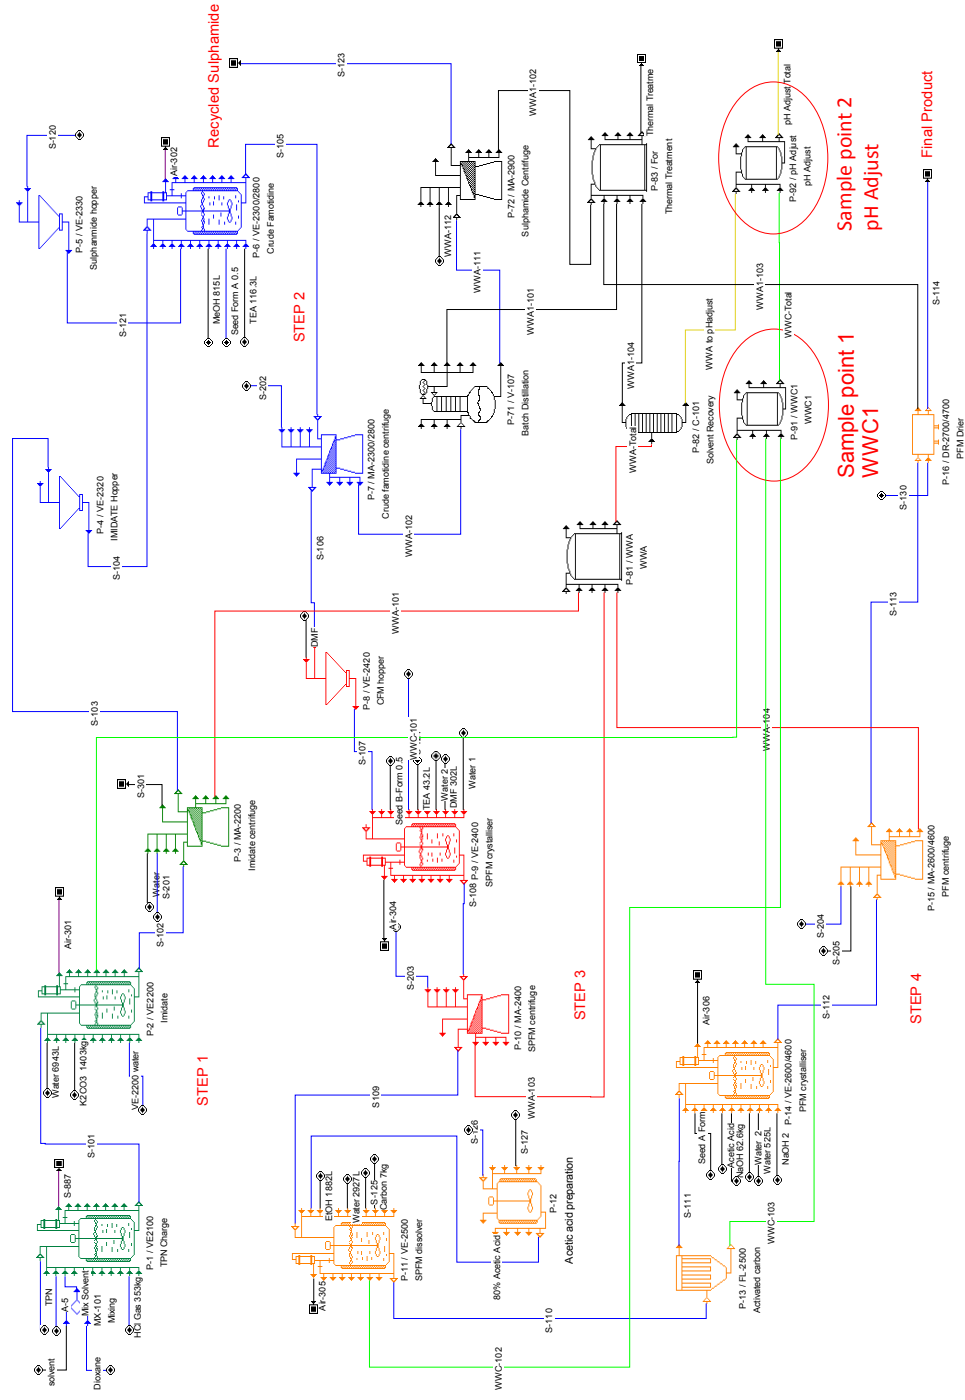 S-120
P-5 / VE-2330
Sulphanmide hopper
S-121
Air-302
P-6 / VE-2300/2800
Crude Famotidine
MeOH 815L
Seed Form A 0.5
TEA 116.3L
S-105
STEP 2
Recycled Sulphamide
S-123
WWA1-102
P-72 / MA-2900
Sulphamide Centrifuge
WWA-112
WWA-111
P-71 / V-107
Batch Distillation
WWA1-101
P-83 / For
Thermal Treatment
Thermal Treatme
P-92 / pH Adjust
pH Adjust
pH Adjust/Total
Sample point 2
pH Adjust
Final Product
S-114
WWA1-103
WWC-Total
WWA to pHadjust
WWA1-104
P-82 / C-101
Solvent Recovery
WWA-Total
P-91 / WWC1
WWC1
Sample point 1
WWC1
P-16 / DR-2700/4700
PFM Drier
S-130
S-113
P-4 / VE-2320
IMIDATE Hopper
S-104
S-103
S-202
P-7 / MA-2300/2800
Crude famotidine centrifuge
S-106
WWA-102
P-81 / WWA
WWA
WWA-101
DMF
P-8 / VE-2420
CFM hopper
S-107
WWC-101
Seed B-Form 0.5
TEA 43.2L
Water 2
DMF 302L
Water 1
P-9 / VE-2400
SPFM crystalliser
S-108
Air-304
S-203
P-10 / MA-2400
SPFM centrifuge
STEP 3
S-109
WWA-103
WWA-104
S-301
P-3 / MA-2200
Imidate centrifuge
Water
S-201
S-102
Air-301
P-2 / VE2200
Imidate
Water 6943L
K2CO3 1403kg
VE-2200 water
STEP 1
S-101
S-887
P-1 / VE2100
TPN Charge
TPN
A-5
Mix Solvent
MX-101
Mixing
HCl Gas 353kg
solvent
Dioxane
S-126
S-127
P-12
Acetic acid preparation
80% Acetic Acid
EtOH 1882L
Water 2927L
S-125
Carbon 7kg
P-11 / VE-2500
SPFM dissolver
Air-305
S-110
WWC-102
P-13 / FL-2500
Activated carbon
WWC-103
S-111
Seed A Form
Acetic Acid
NaOH 62.6kg
Water 2
Water 525L
NaOH 2
P-14 / VE-2600/4600
PFM crystalliser
Air-306
S-112
S-204
S-205
P-15 / MA-2600/4600
PFM centrifuge
STEP 4